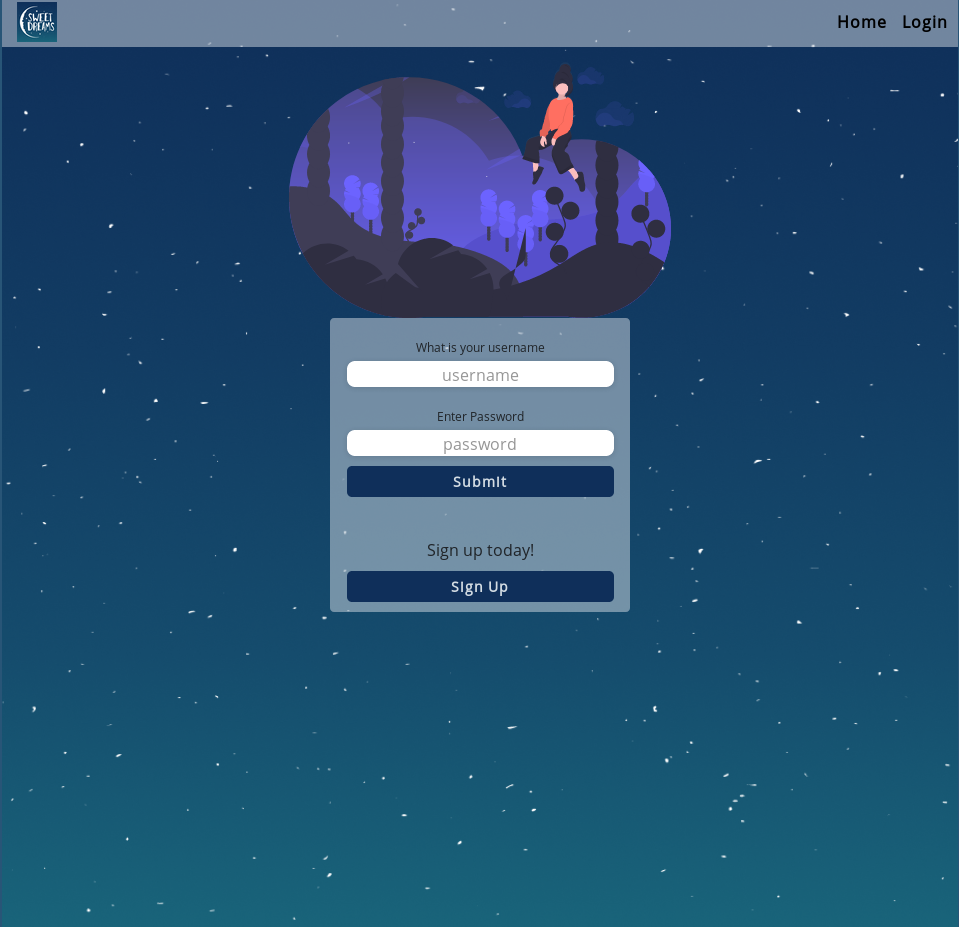 SWEET
DREAMS
Home Login
What is your username
username
Enter Password
password
Submit
Sign up today!
Sign Up